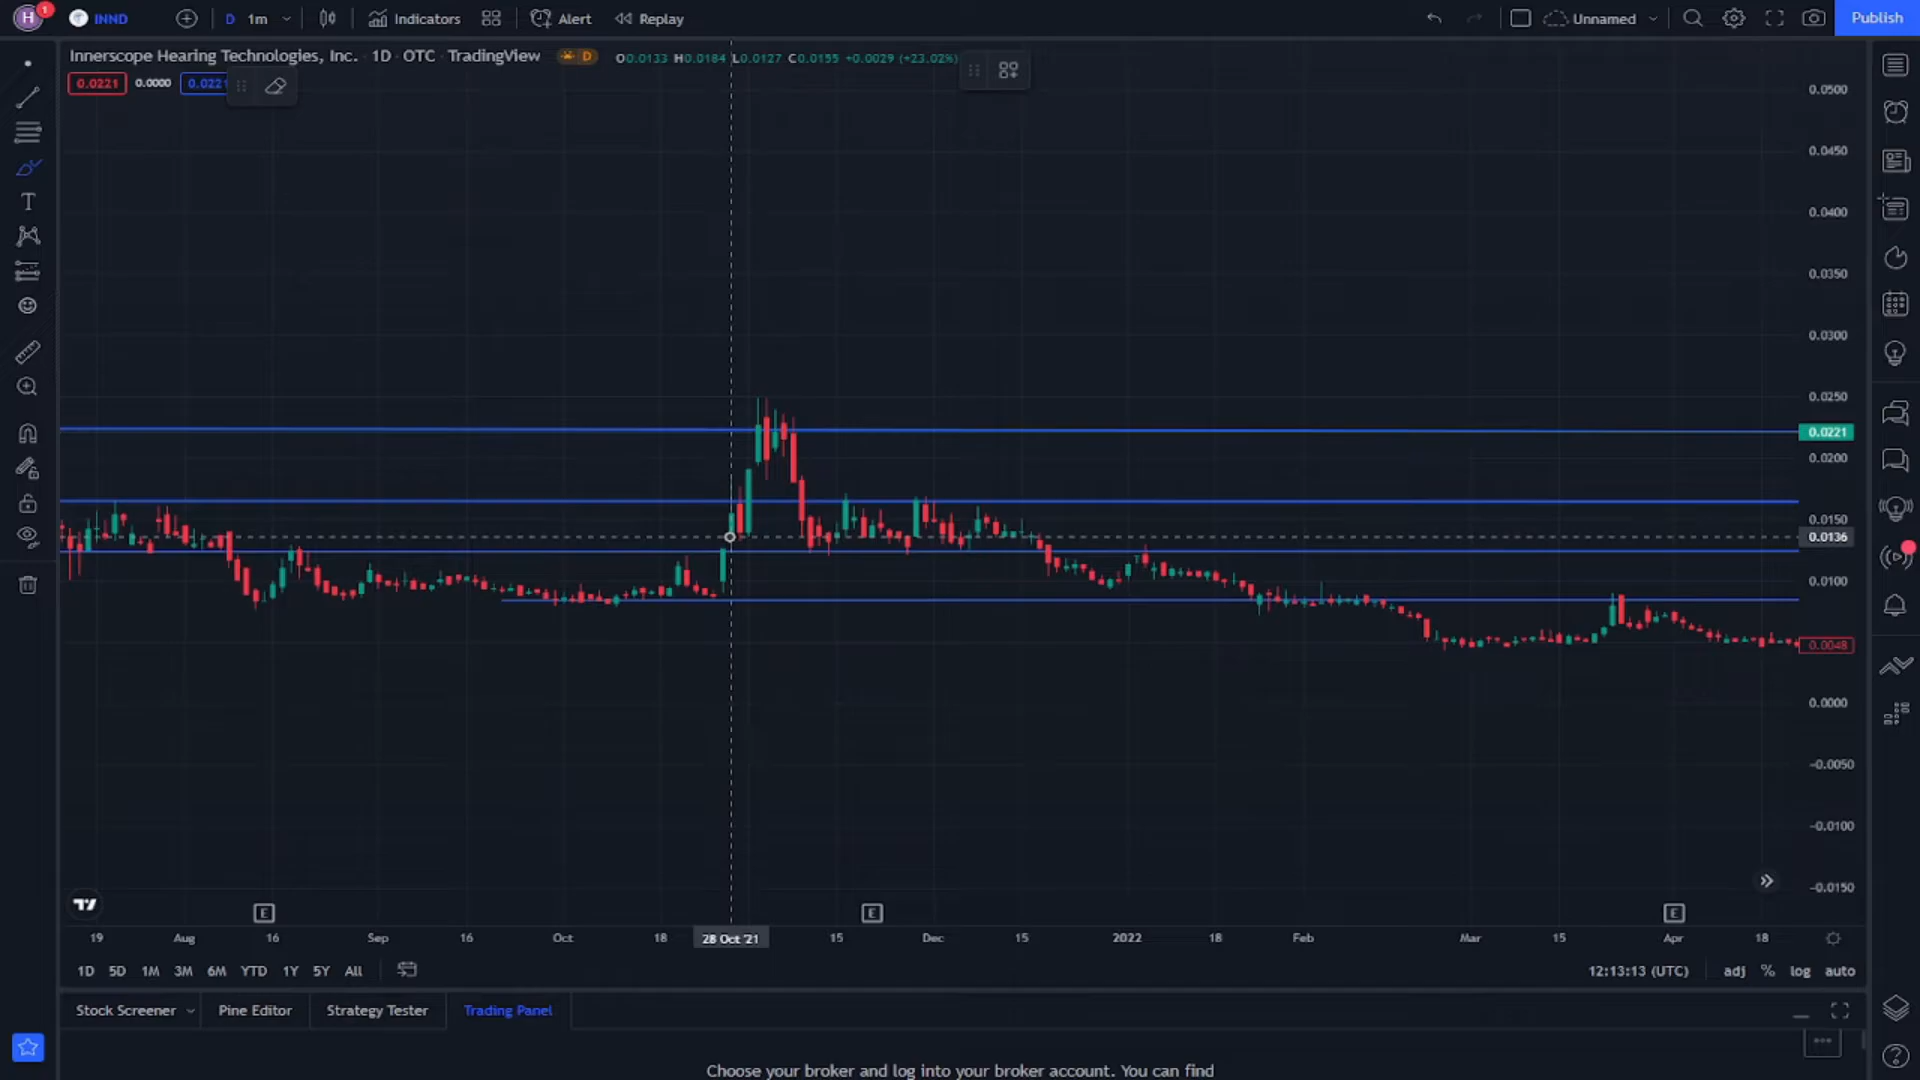 H 1 INND D 1m Indicators Alert Replay Unnamed Publish
Innerscope Hearing Technologies, Inc. · 1D · OTC · TradingView D O0.0133 H0.0184 L0.0127 C0.0155 +0.0029 (+23.02%)
0.0221 0.0000 0.0221
0.0500
0.0450
0.0400
0.0350
0.0300
0.0250
0.0221
0.0200
0.0150
0.0136
0.0100
0.0048
0.0000
−0.0050
−0.0100
−0.0150
E E E
19 Aug 16 Sep 16 Oct 18 28 Oct '21 15 Dec 15 2022 18 Feb Mar 15 Apr 18
1D 5D 1M 3M 6M YTD 1Y 5Y All 12:13:13 (UTC) adj % log auto
Stock Screener Pine Editor Strategy Tester Trading Panel
Choose your broker and log into your broker account. You can find